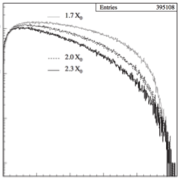 Entries 395108
1.7 X₀
2.0 X₀
2.3 X₀